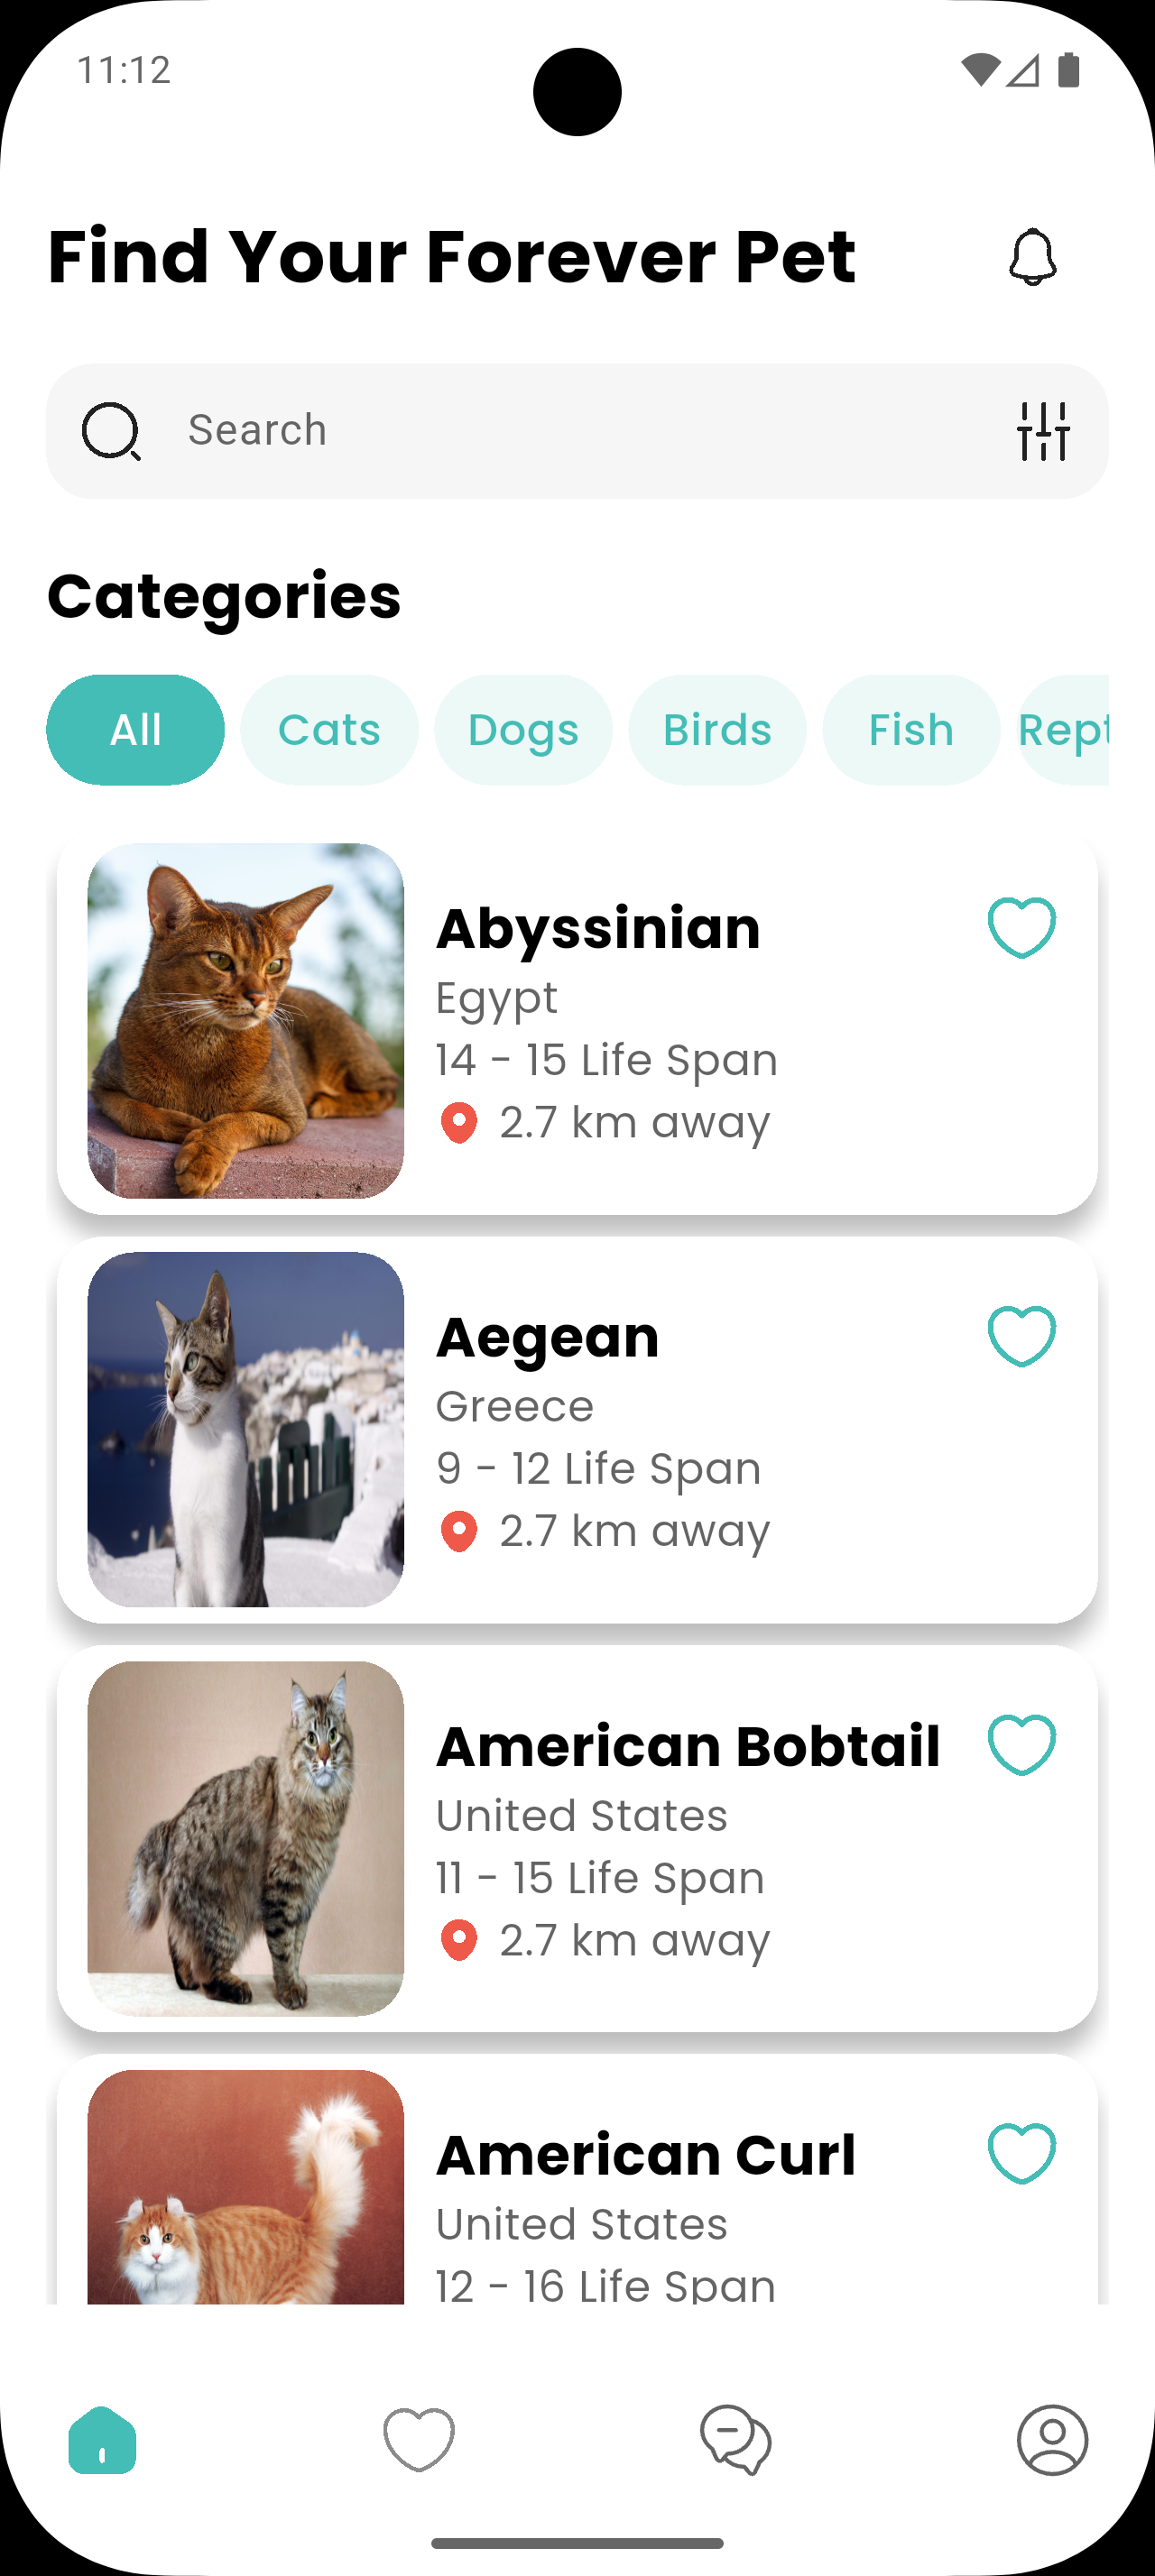 11:12
Find Your Forever Pet
Search
Categories
All Cats Dogs Birds Fish Rept
Abyssinian
Egypt
14 - 15 Life Span
2.7 km away
Aegean
Greece
9 - 12 Life Span
2.7 km away
American Bobtail
United States
11 - 15 Life Span
2.7 km away
American Curl
United States
12 - 16 Life Span